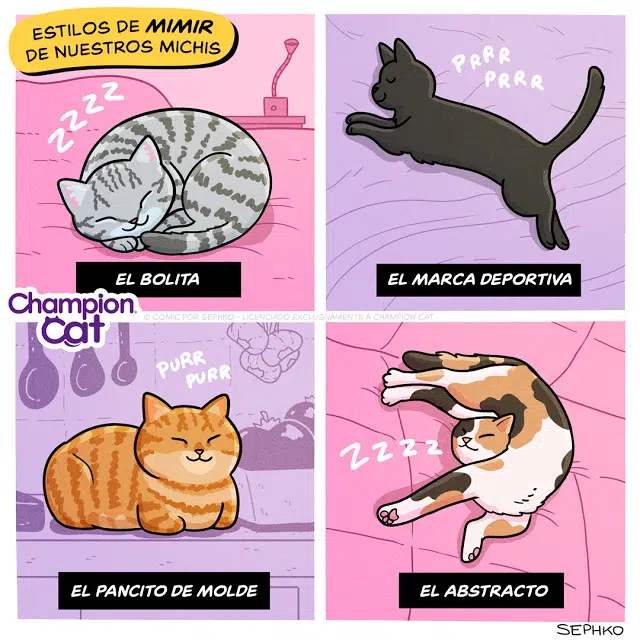 ESTILOS DE MIMIR
DE NUESTROS MICHIS
ZZZZ
EL BOLITA
PRRR
PRRR
EL MARCA DEPORTIVA
Champion
Cat
© COMIC POR SEPHKO - LICENCIADO EXCLUSIVAMENTE A CHAMPION CAT
PURR
PURR
EL PANCITO DE MOLDE
ZZZZ
EL ABSTRACTO
SEPHKO